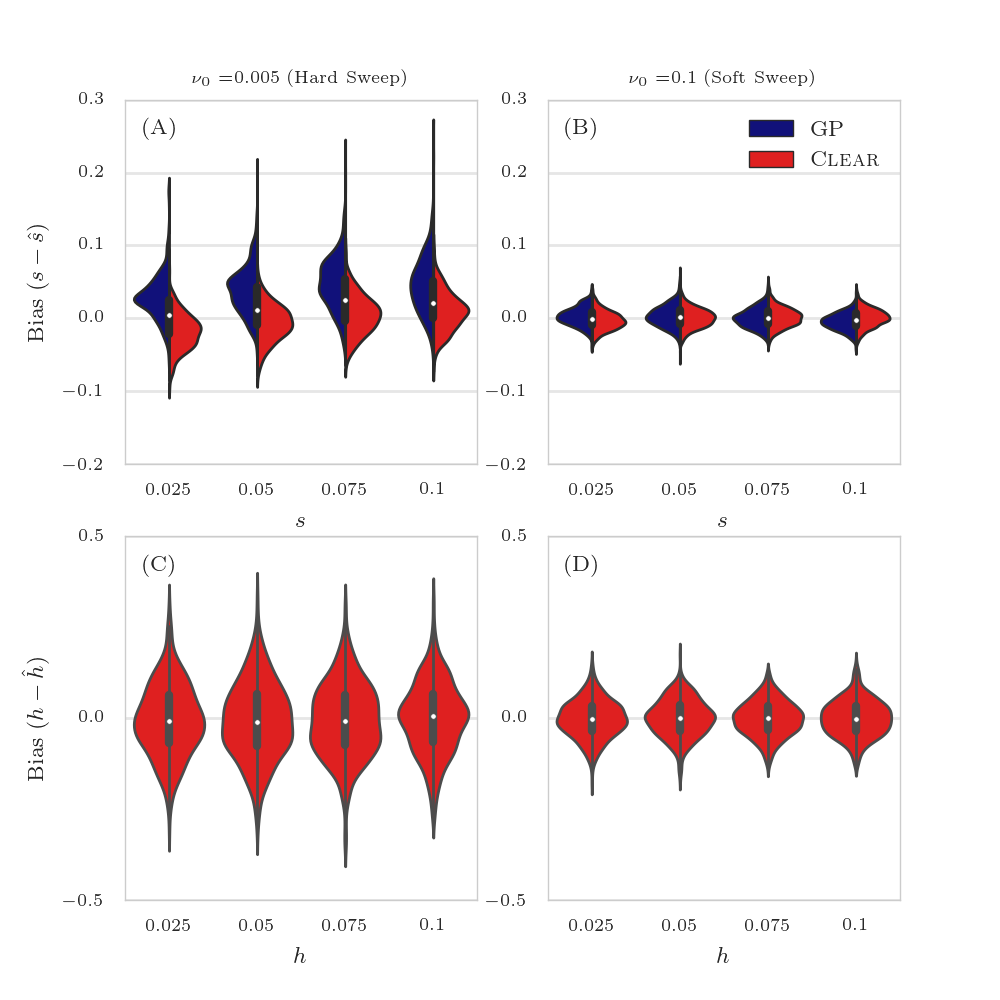 ν₀ =0.005 (Hard Sweep)
ν₀ =0.1 (Soft Sweep)
(A)
0.3
0.2
0.1
0.0
−0.1
−0.2
Bias (s − ŝ)
0.025 0.05 0.075 0.1
s
(B)
GP
CLEAR
0.3
0.2
0.1
0.0
−0.1
−0.2
0.025 0.05 0.075 0.1
s
(C)
0.5
0.0
−0.5
Bias (h − ĥ)
0.025 0.05 0.075 0.1
h
(D)
0.5
0.0
−0.5
0.025 0.05 0.075 0.1
h